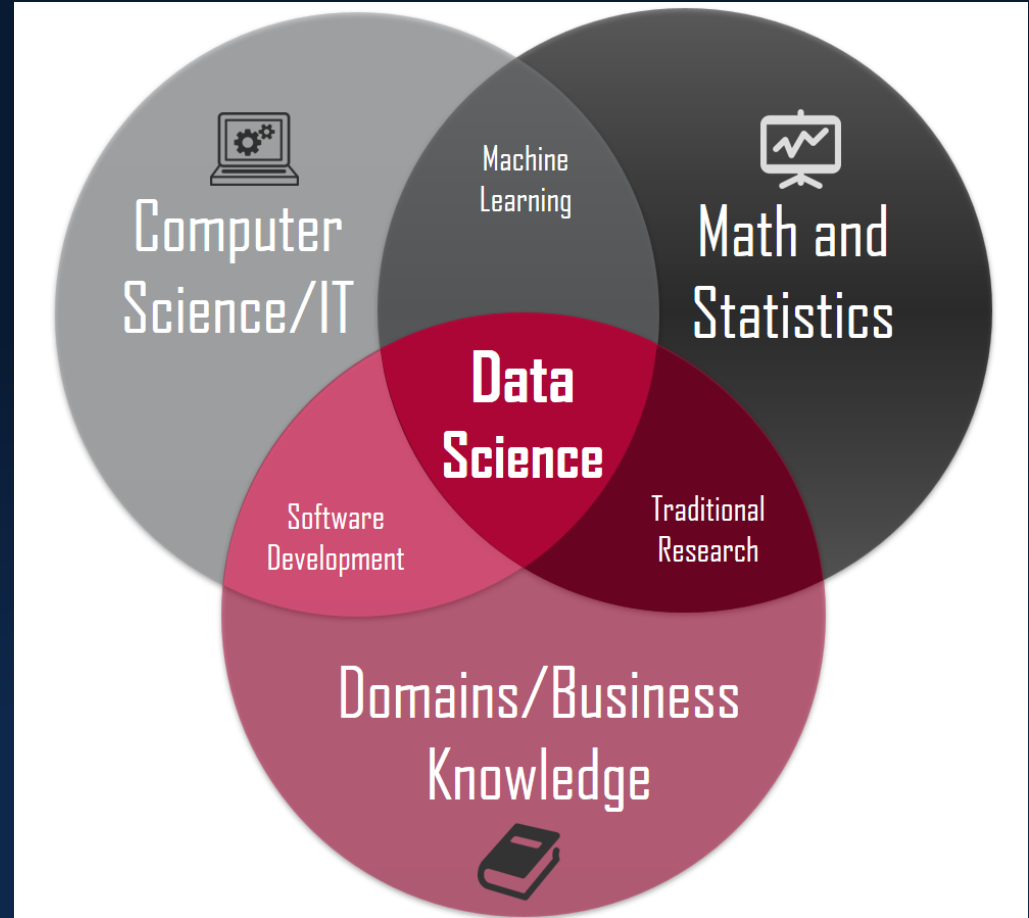 Machine
Learning
Computer
Science/IT
Math and
Statistics
Data
Science
Software
Development
Traditional
Research
Domains/Business
Knowledge